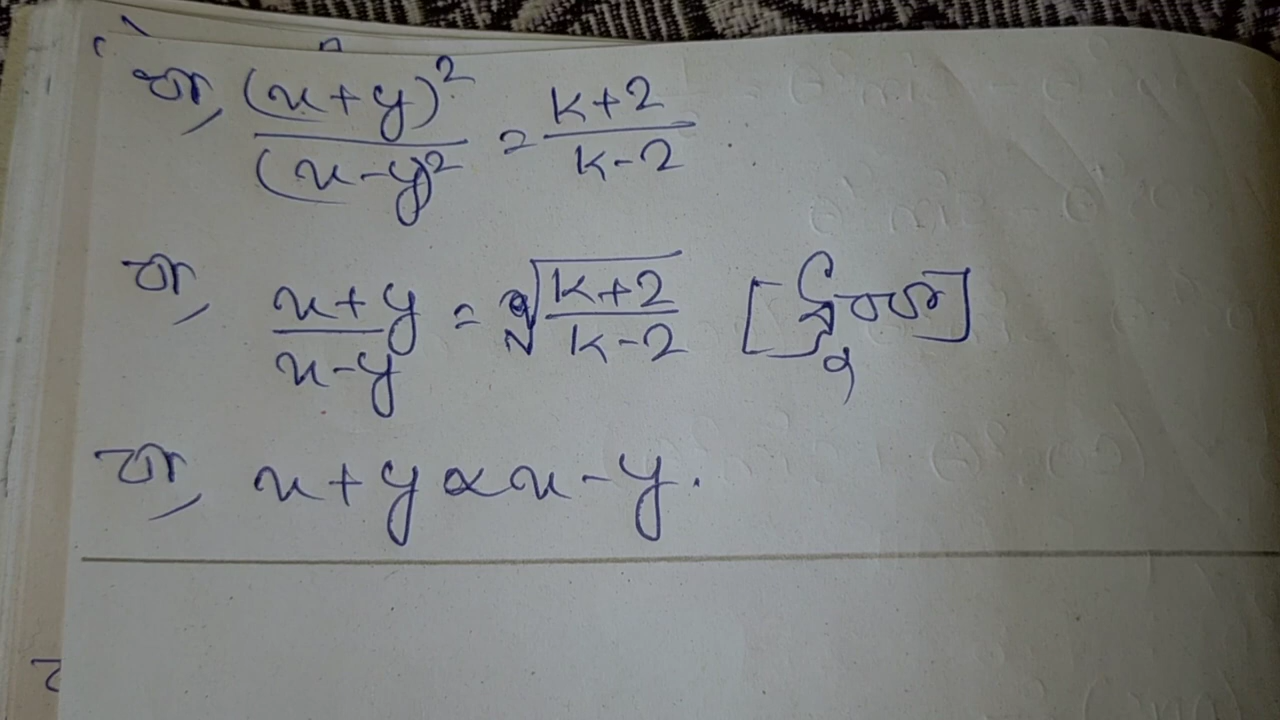 বা, (x+y)² / (x-y)² = k+2 / k-2
বা, x+y / x-y = √(k+2 / k-2) [ধ্রুবক]
বা, x+y ∝ x-y.